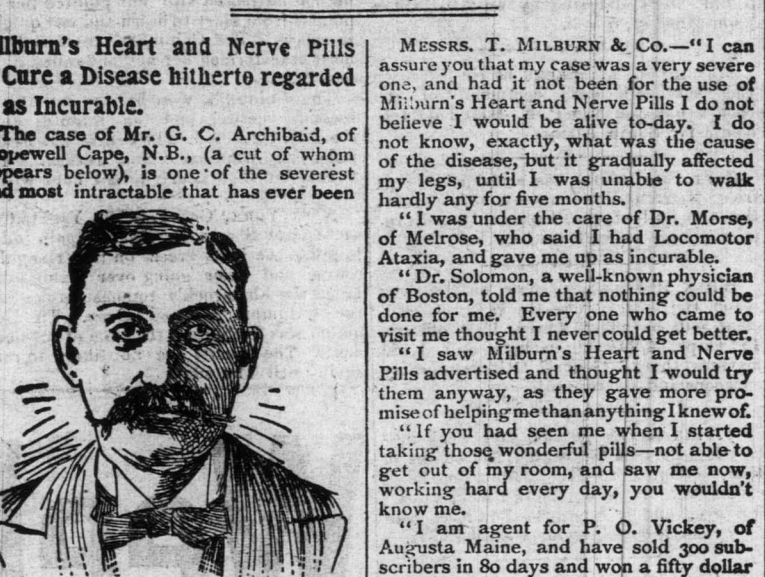 lburn's Heart and Nerve Pills
Cure a Disease hitherto regarded
as Incurable.
The case of Mr. G. C. Archibald, of
opewell Cape, N.B., (a cut of whom
pears below), is one of the severest
d most intractable that has ever been
MESSRS. T. MILBURN & CO.—"I can
assure you that my case was a very severe
one, and had it not been for the use of
Milburn's Heart and Nerve Pills I do not
believe I would be alive to-day. I do
not know, exactly, what was the cause
of the disease, but it gradually affected
my legs, until I was unable to walk
hardly any for five months.
"I was under the care of Dr. Morse,
of Melrose, who said I had Locomotor
Ataxia, and gave me up as incurable.
"Dr. Solomon, a well-known physician
of Boston, told me that nothing could be
done for me. Every one who came to
visit me thought I never could get better.
"I saw Milburn's Heart and Nerve
Pills advertised and thought I would try
them anyway, as they gave more pro-
mise of helping me than anything I knew of.
"If you had seen me when I started
taking those wonderful pills—not able to
get out of my room, and saw me now,
working hard every day, you wouldn't
know me.
"I am agent for P. O. Vickey, of
Augusta Maine, and have sold 300 sub-
scribers in 80 days and won a fifty dollar